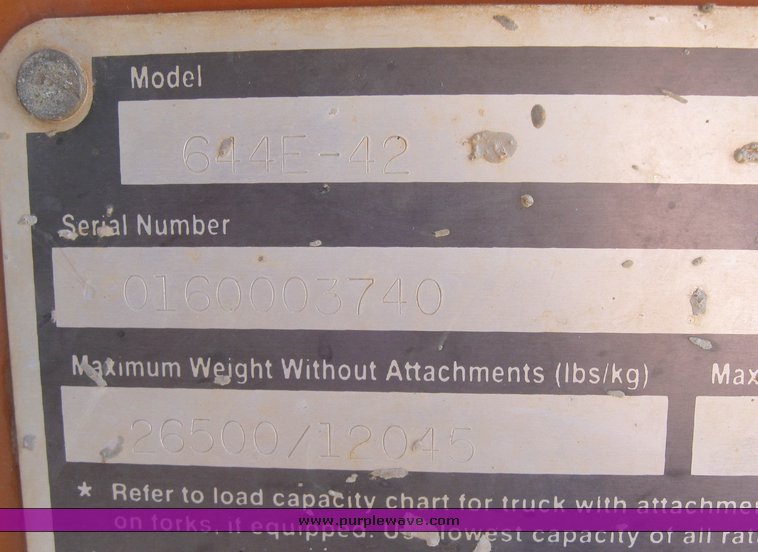 Model
644E-42
Serial Number
0160003740
Maximum Weight Without Attachments (lbs/kg)
Max
26500/12045
* Refer to load capacity chart for truck with attachme
on forks, if equipped. Use lowest capacity of all rat
www.purplewave.com